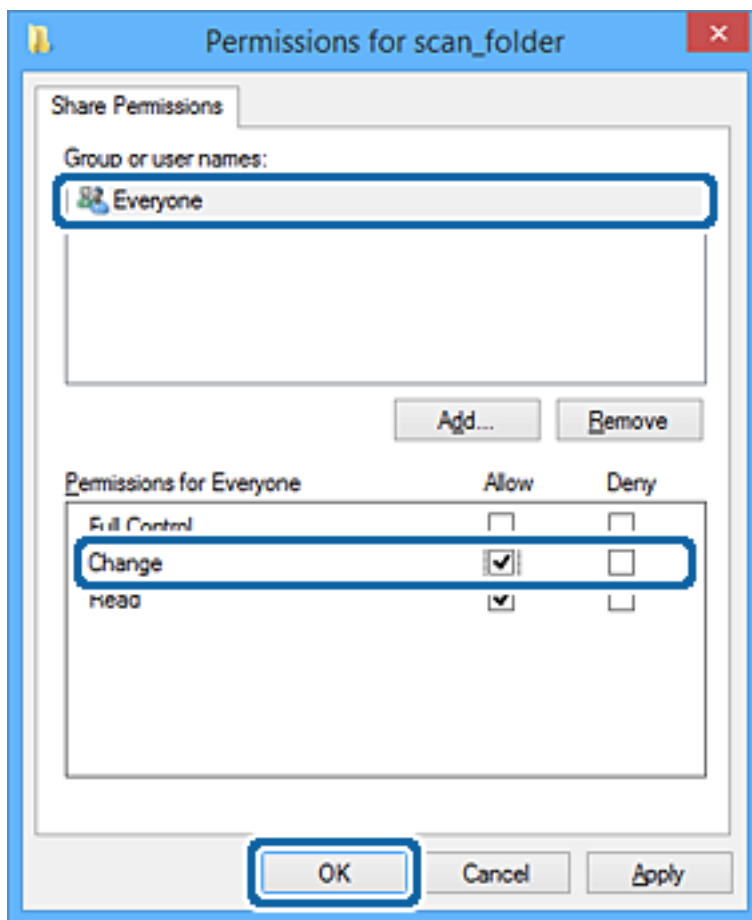 Permissions for scan_folder
Share Permissions
Group or user names:
Everyone
Add... Remove
Permissions for Everyone Allow Deny
Full Control
Change
Read
OK Cancel Apply